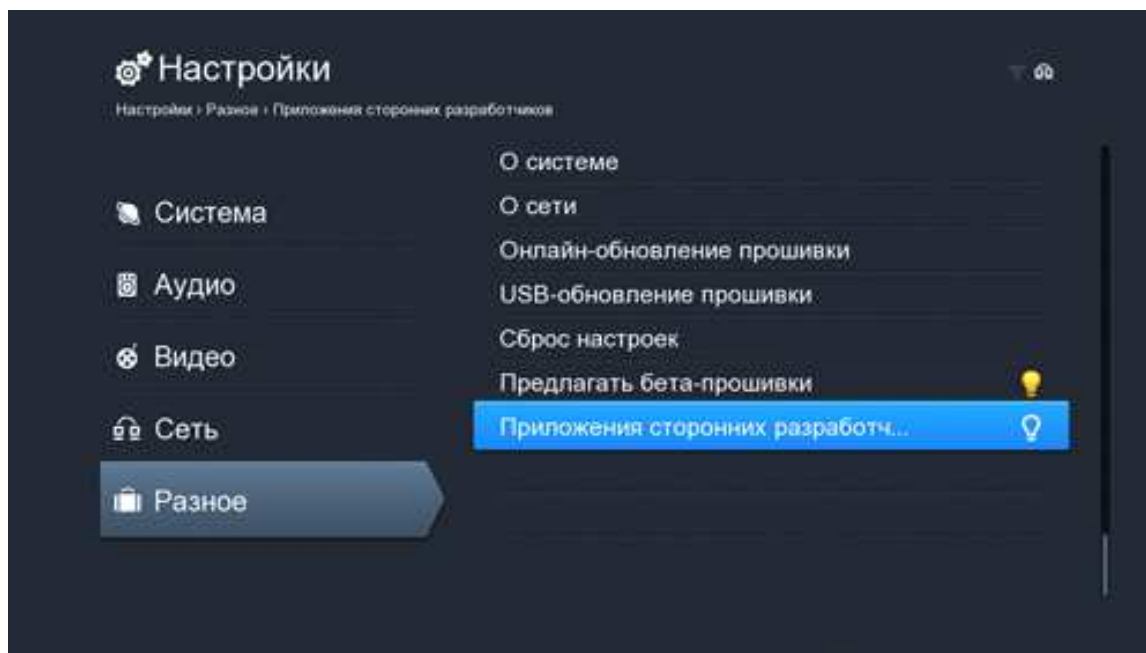 Настройки
Настройки › Разное › Приложения сторонних разработчиков
Система
Аудио
Видео
Сеть
Разное
О системе
О сети
Онлайн-обновление прошивки
USB-обновление прошивки
Сброс настроек
Предлагать бета-прошивки
Приложения сторонних разработч...